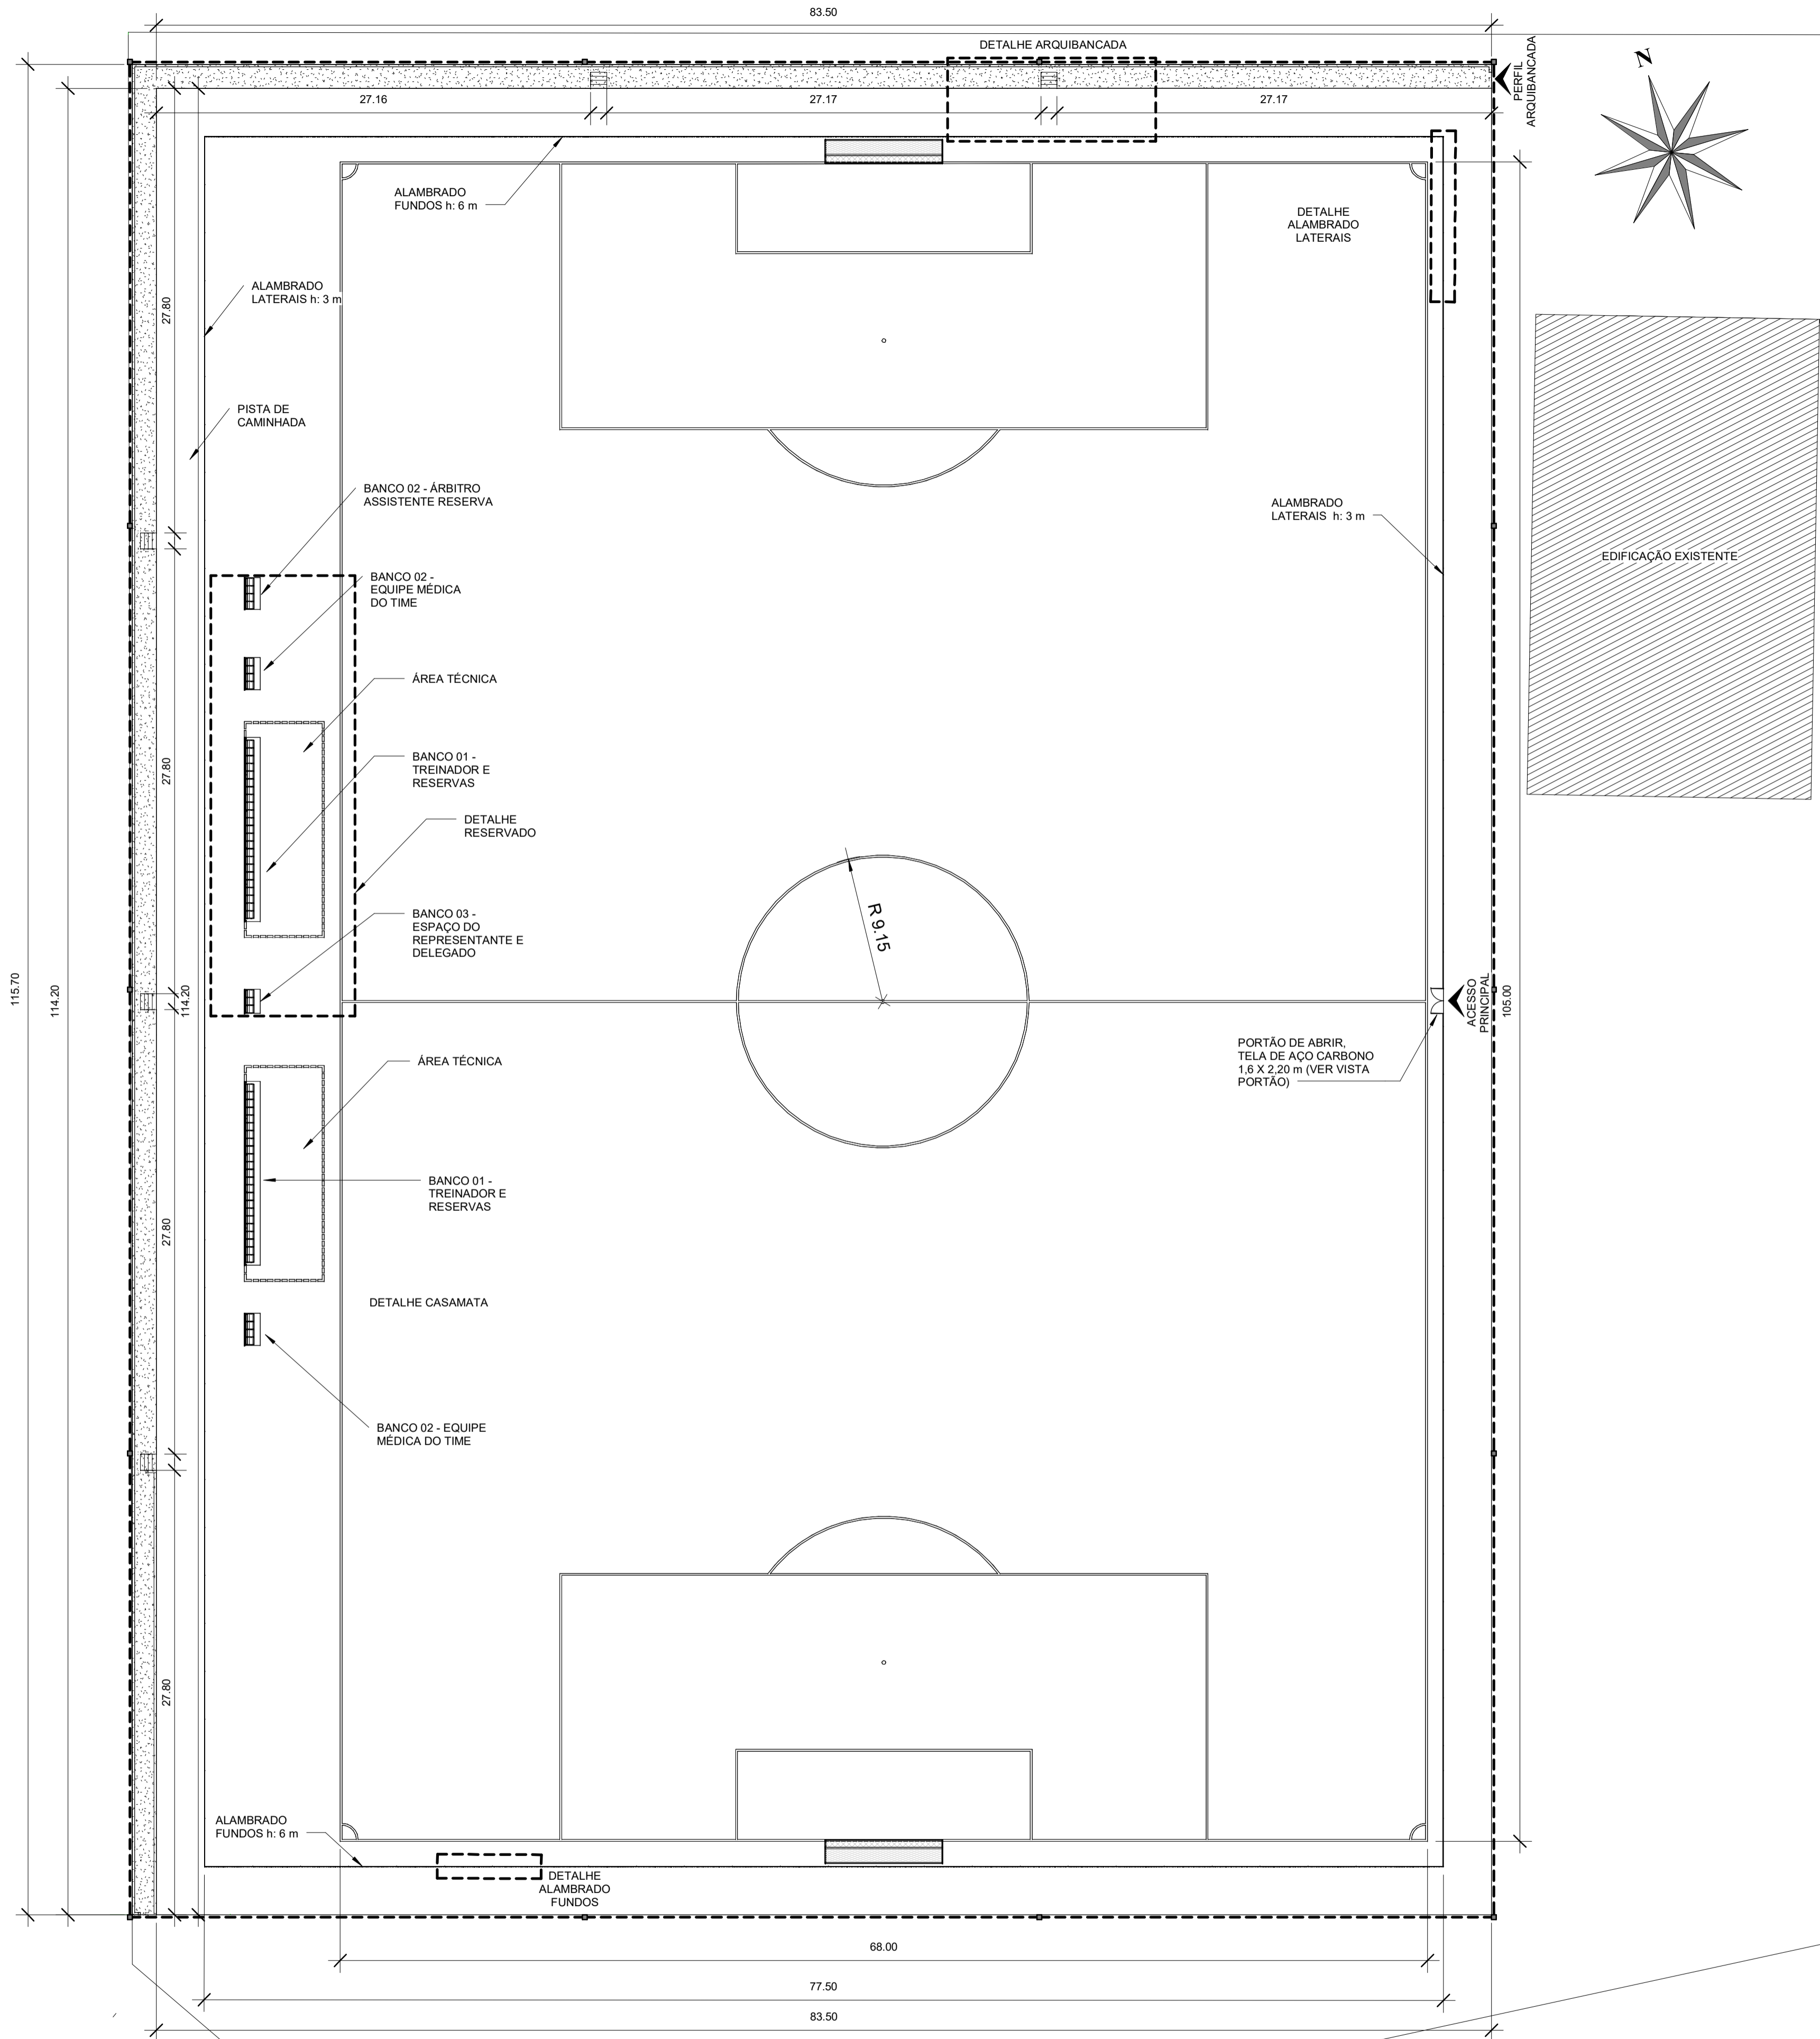 83.50
DETALHE ARQUIBANCADA
N
PERFIL
ARQUIBANCADA
27.16
27.17
27.17
ALAMBRADO
FUNDOS h: 6 m
DETALHE
ALAMBRADO
LATERAIS
ALAMBRADO
LATERAIS h: 3 m
27.80
PISTA DE
CAMINHADA
BANCO 02 - ÁRBITRO
ASSISTENTE RESERVA
ALAMBRADO
LATERAIS h: 3 m
EDIFICAÇÃO EXISTENTE
BANCO 02 -
EQUIPE MÉDICA
DO TIME
ÁREA TÉCNICA
27.80
BANCO 01 -
TREINADOR E
RESERVAS
DETALHE
RESERVADO
BANCO 03 -
ESPAÇO DO
REPRESENTANTE E
DELEGADO
R 9.15
115.70
114.20
114.20
ACESSO
PRINCIPAL
105.00
PORTÃO DE ABRIR,
TELA DE AÇO CARBONO
1,6 X 2,20 m (VER VISTA
PORTÃO)
ÁREA TÉCNICA
BANCO 01 -
TREINADOR E
RESERVAS
27.80
DETALHE CASAMATA
BANCO 02 - EQUIPE
MÉDICA DO TIME
27.80
ALAMBRADO
FUNDOS h: 6 m
DETALHE
ALAMBRADO
FUNDOS
68.00
77.50
83.50